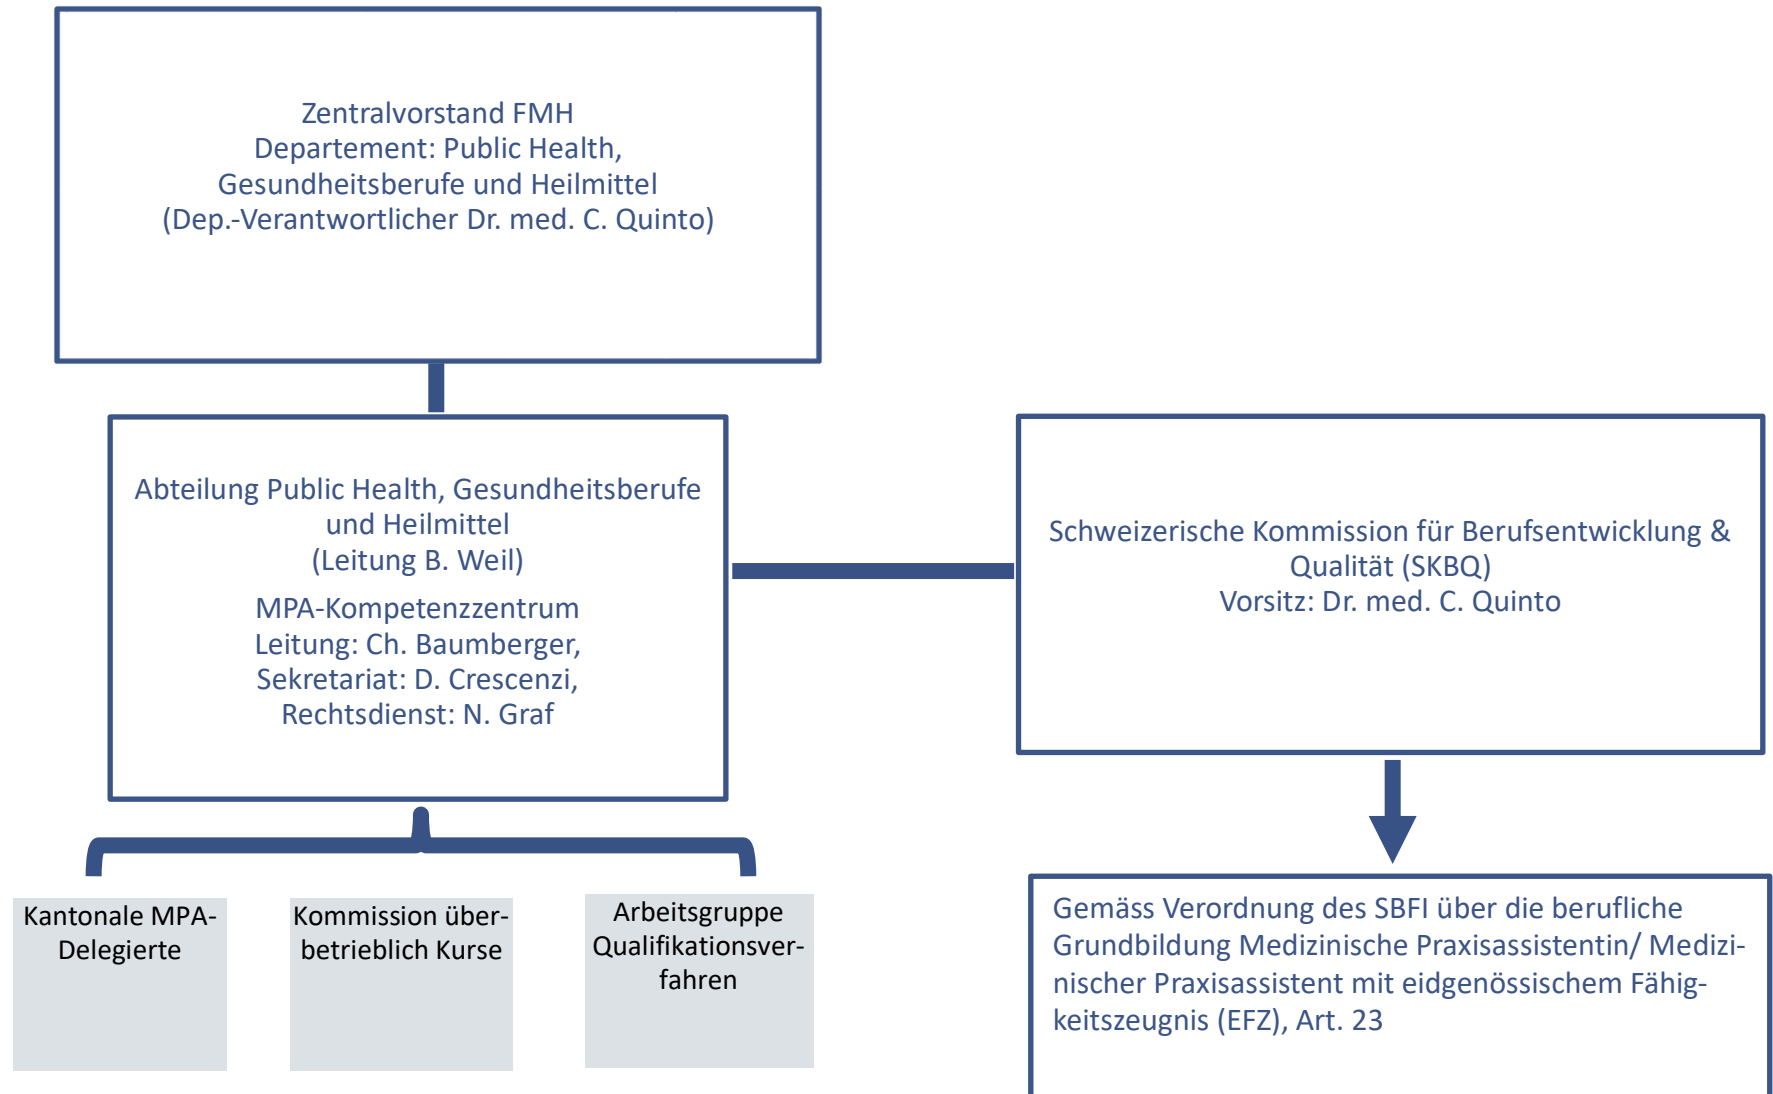 Zentralvorstand FMH
Departement: Public Health,
Gesundheitsberufe und Heilmittel
(Dep.-Verantwortlicher Dr. med. C. Quinto)
Abteilung Public Health, Gesundheitsberufe
und Heilmittel
(Leitung B. Weil)
MPA-Kompetenzzentrum
Leitung: Ch. Baumberger,
Sekretariat: D. Crescenzi,
Rechtsdienst: N. Graf
Schweizerische Kommission für Berufsentwicklung &
Qualität (SKBQ)
Vorsitz: Dr. med. C. Quinto
Kantonale MPA-
Delegierte
Kommission über-
betrieblich Kurse
Arbeitsgruppe
Qualifikationsver-
fahren
Gemäss Verordnung des SBFI über die berufliche
Grundbildung Medizinische Praxisassistentin/ Medizi-
nischer Praxisassistent mit eidgenössischem Fähig-
keitszeugnis (EFZ), Art. 23